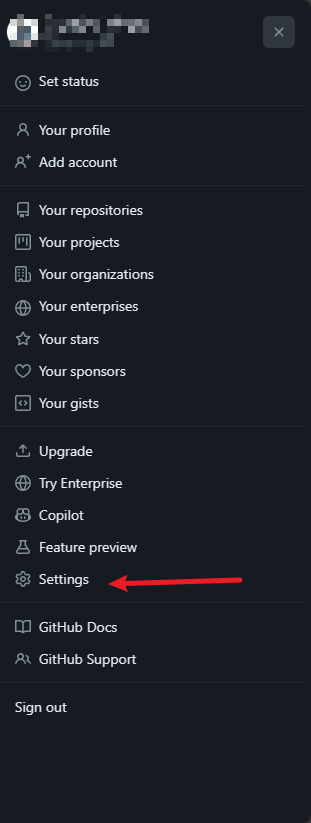 Set status
Your profile
Add account
Your repositories
Your projects
Your organizations
Your enterprises
Your stars
Your sponsors
Your gists
Upgrade
Try Enterprise
Copilot
Feature preview
Settings
GitHub Docs
GitHub Support
Sign out